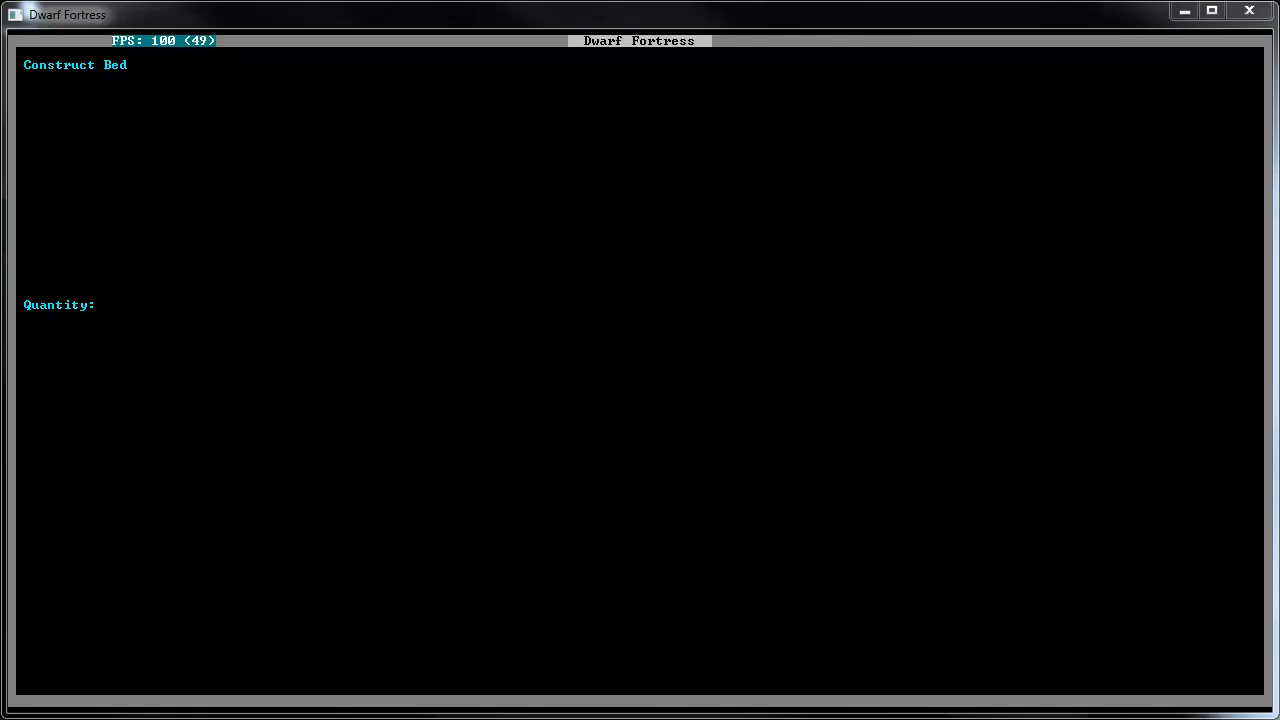 Dwarf Fortress
FPS: 100 (49)
Dwarf Fortress
Construct Bed
Quantity: